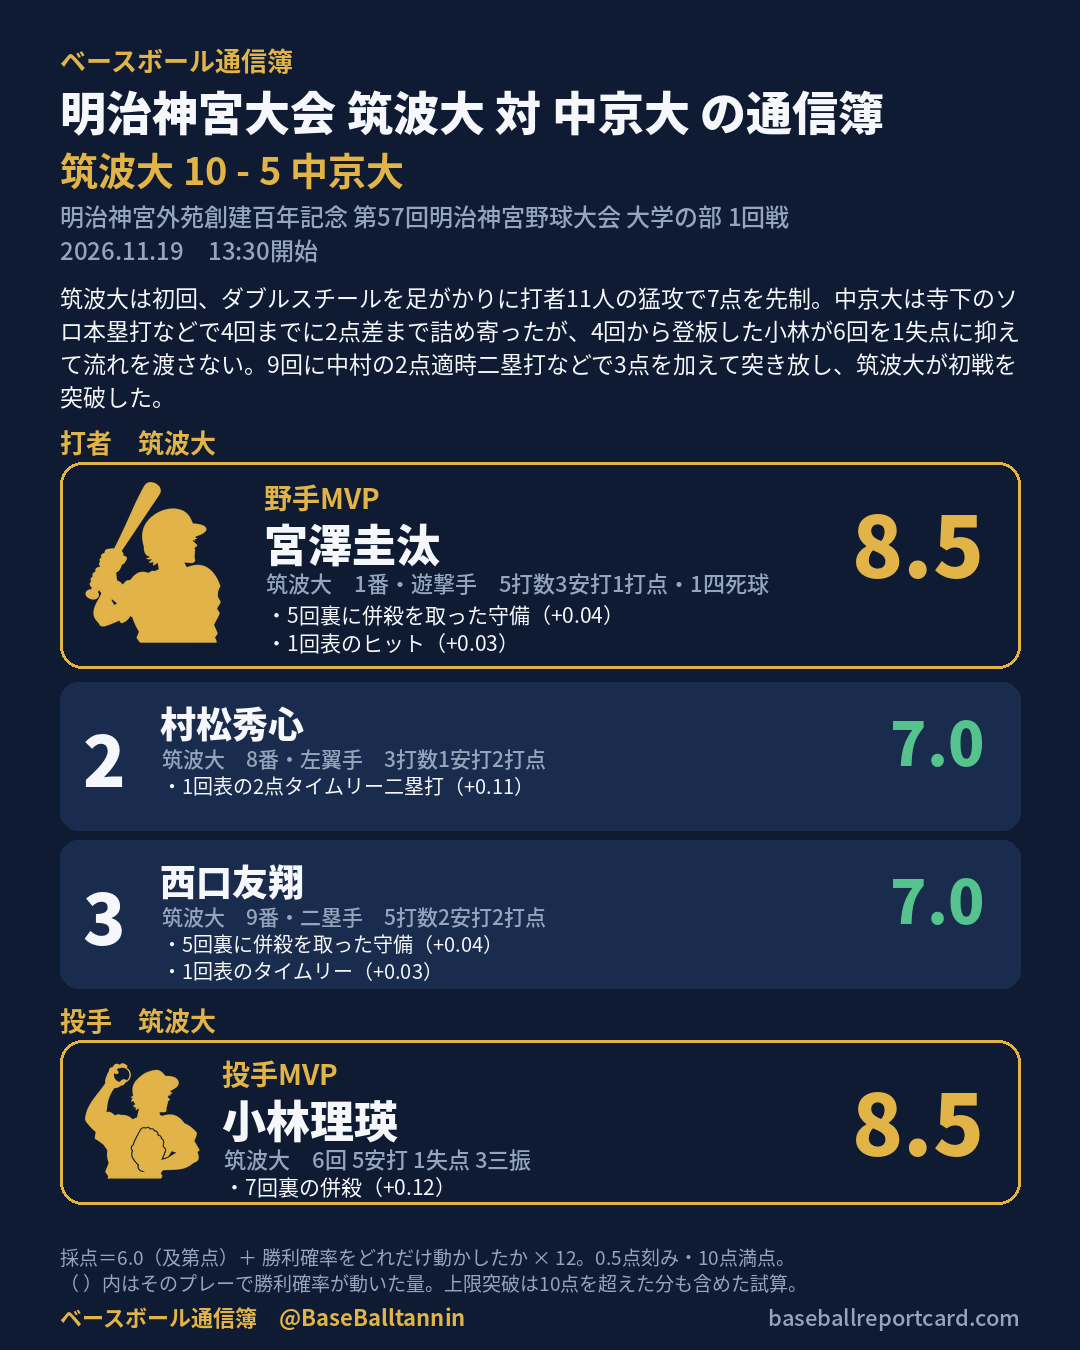 ベースボール通信簿
明治神宮大会 筑波大 対 中京大 の通信簿
筑波大 10 - 5 中京大
明治神宮外苑創建百年記念 第57回明治神宮野球大会 大学の部 1回戦
2026.11.19　13:30開始
筑波大は初回、ダブルスチールを足がかりに打者11人の猛攻で7点を先制。中京大は寺下のソ
ロ本塁打などで4回までに2点差まで詰め寄ったが、4回から登板した小林が6回を1失点に抑え
て流れを渡さない。9回に中村の2点適時二塁打などで3点を加えて突き放し、筑波大が初戦を
突破した。
打者　筑波大
野手MVP
宮澤圭汰
筑波大　1番・遊撃手　5打数3安打1打点・1四死球
・5回裏に併殺を取った守備（+0.04）
・1回表のヒット（+0.03）
8.5
2
村松秀心
筑波大　8番・左翼手　3打数1安打2打点
・1回表の2点タイムリー二塁打（+0.11）
7.0
3
西口友翔
筑波大　9番・二塁手　5打数2安打2打点
・5回裏に併殺を取った守備（+0.04）
・1回表のタイムリー（+0.03）
7.0
投手　筑波大
投手MVP
小林理瑛
筑波大　6回 5安打 1失点 3三振
・7回裏の併殺（+0.12）
8.5
採点＝6.0（及第点）＋ 勝利確率をどれだけ動かしたか × 12。0.5点刻み・10点満点。
（ ）内はそのプレーで勝利確率が動いた量。上限突破は10点を超えた分も含めた試算。
ベースボール通信簿　@BaseBalltannin
baseballreportcard.com